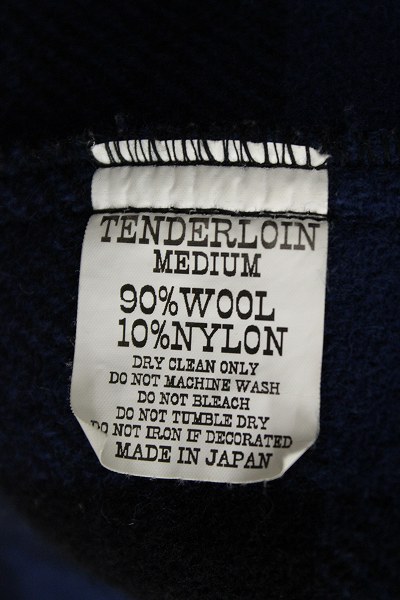 TENDERLOIN
MEDIUM
90%WOOL
10%NYLON
DRY CLEAN ONLY
DO NOT MACHINE WASH
DO NOT BLEACH
DO NOT TUMBLE DRY
DO NOT IRON IF DECORATED
MADE IN JAPAN